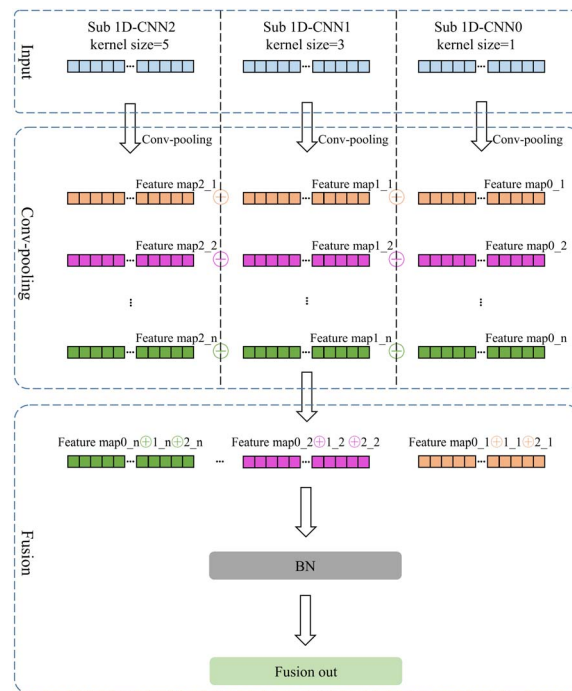 Input
Sub 1D-CNN2
kernel size=5
Sub 1D-CNN1
kernel size=3
Sub 1D-CNN0
kernel size=1
...
...
...
Conv-pooling
Conv-pooling
Conv-pooling
Conv-pooling
Feature map2_1
⊕
Feature map1_1
⊕
Feature map0_1
...
...
...
Feature map2_2
⊕
Feature map1_2
⊕
Feature map0_2
...
...
...
...
...
...
Feature map2_n
⊕
Feature map1_n
⊕
Feature map0_n
...
...
...
Fusion
Feature map0_n⊕1_n⊕2_n
...
Feature map0_2⊕1_2⊕2_2
Feature map0_1⊕1_1⊕2_1
...
...
...
BN
Fusion out